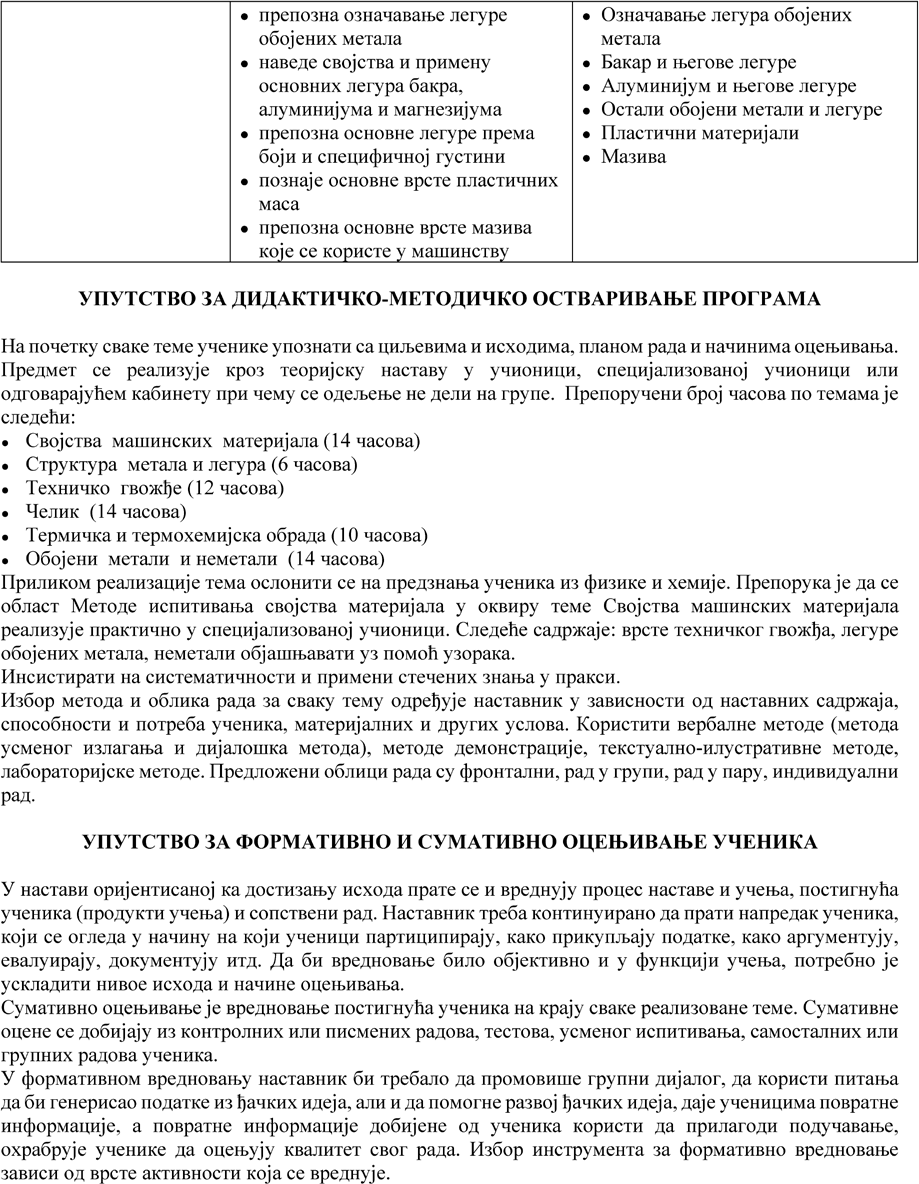 • препозна означавање легуре
обојених метала
• наведе својства и примену
основних легура бакра,
алуминијума и магнезијума
• препозна основне легуре према
боји и специфичној густини
• познаје основне врсте пластичних
маса
• препозна основне врсте мазива
које се користе у машинству
• Означавање легура обојених
метала
• Бакар и његове легуре
• Алуминијум и његове легуре
• Остали обојени метали и легуре
• Пластични материјали
• Мазива
УПУТСТВО ЗА ДИДАКТИЧКО-МЕТОДИЧКО ОСТВАРИВАЊЕ ПРОГРАМА
На почетку сваке теме ученике упознати са циљевима и исходима, планом рада и начинима оцењивања.
Предмет се реализује кроз теоријску наставу у учионици, специјализованој учионици или
одговарајућем кабинету при чему се одељење не дели на групе. Препоручени број часова по темама је
следећи:
• Својства машинских материјала (14 часова)
• Структура метала и легура (6 часова)
• Техничко гвожђе (12 часова)
• Челик (14 часова)
• Термичка и термохемијска обрада (10 часова)
• Обојени метали и неметали (14 часова)
Приликом реализације тема ослонити се на предзнања ученика из физике и хемије. Препорука је да се
област Методе испитивања својства материјала у оквиру теме Својства машинских материјала
реализује практично у специјализованој учионици. Следеће садржаје: врсте техничког гвожђа, легуре
обојених метала, неметали објашњавати уз помоћ узорака.
Инсистирати на систематичности и примени стечених знања у пракси.
Избор метода и облика рада за сваку тему одређује наставник у зависности од наставних садржаја,
способности и потреба ученика, материјалних и других услова. Користити вербалне методе (метода
усменог излагања и дијалошка метода), методе демонстрације, текстуално-илустративне методе,
лабораторијске методе. Предложени облици рада су фронтални, рад у групи, рад у пару, индивидуални
рад.
УПУТСТВО ЗА ФОРМАТИВНО И СУМАТИВНО ОЦЕЊИВАЊЕ УЧЕНИКА
У настави оријентисаној ка достизању исхода прате се и вреднују процес наставе и учења, постигнућа
ученика (продукти учења) и сопствени рад. Наставник треба континуирано да прати напредак ученика,
који се огледа у начину на који ученици партиципирају, како прикупљају податке, како аргументују,
евалуирају, документују итд. Да би вредновање било објективно и у функцији учења, потребно је
ускладити нивое исхода и начине оцењивања.
Сумативно оцењивање је вредновање постигнућа ученика на крају сваке реализоване теме. Сумативне
оцене се добијају из контролних или писмених радова, тестова, усменог испитивања, самосталних или
групних радова ученика.
У формативном вредновању наставник би требало да промовише групни дијалог, да користи питања
да би генерисао податке из ђачких идеја, али и да помогне развој ђачких идеја, даје ученицима повратне
информације, а повратне информације добијене од ученика користи да прилагоди подучавање,
охрабрује ученике да оцењују квалитет свог рада. Избор инструмента за формативно вредновање
зависи од врсте активности која се вреднује.